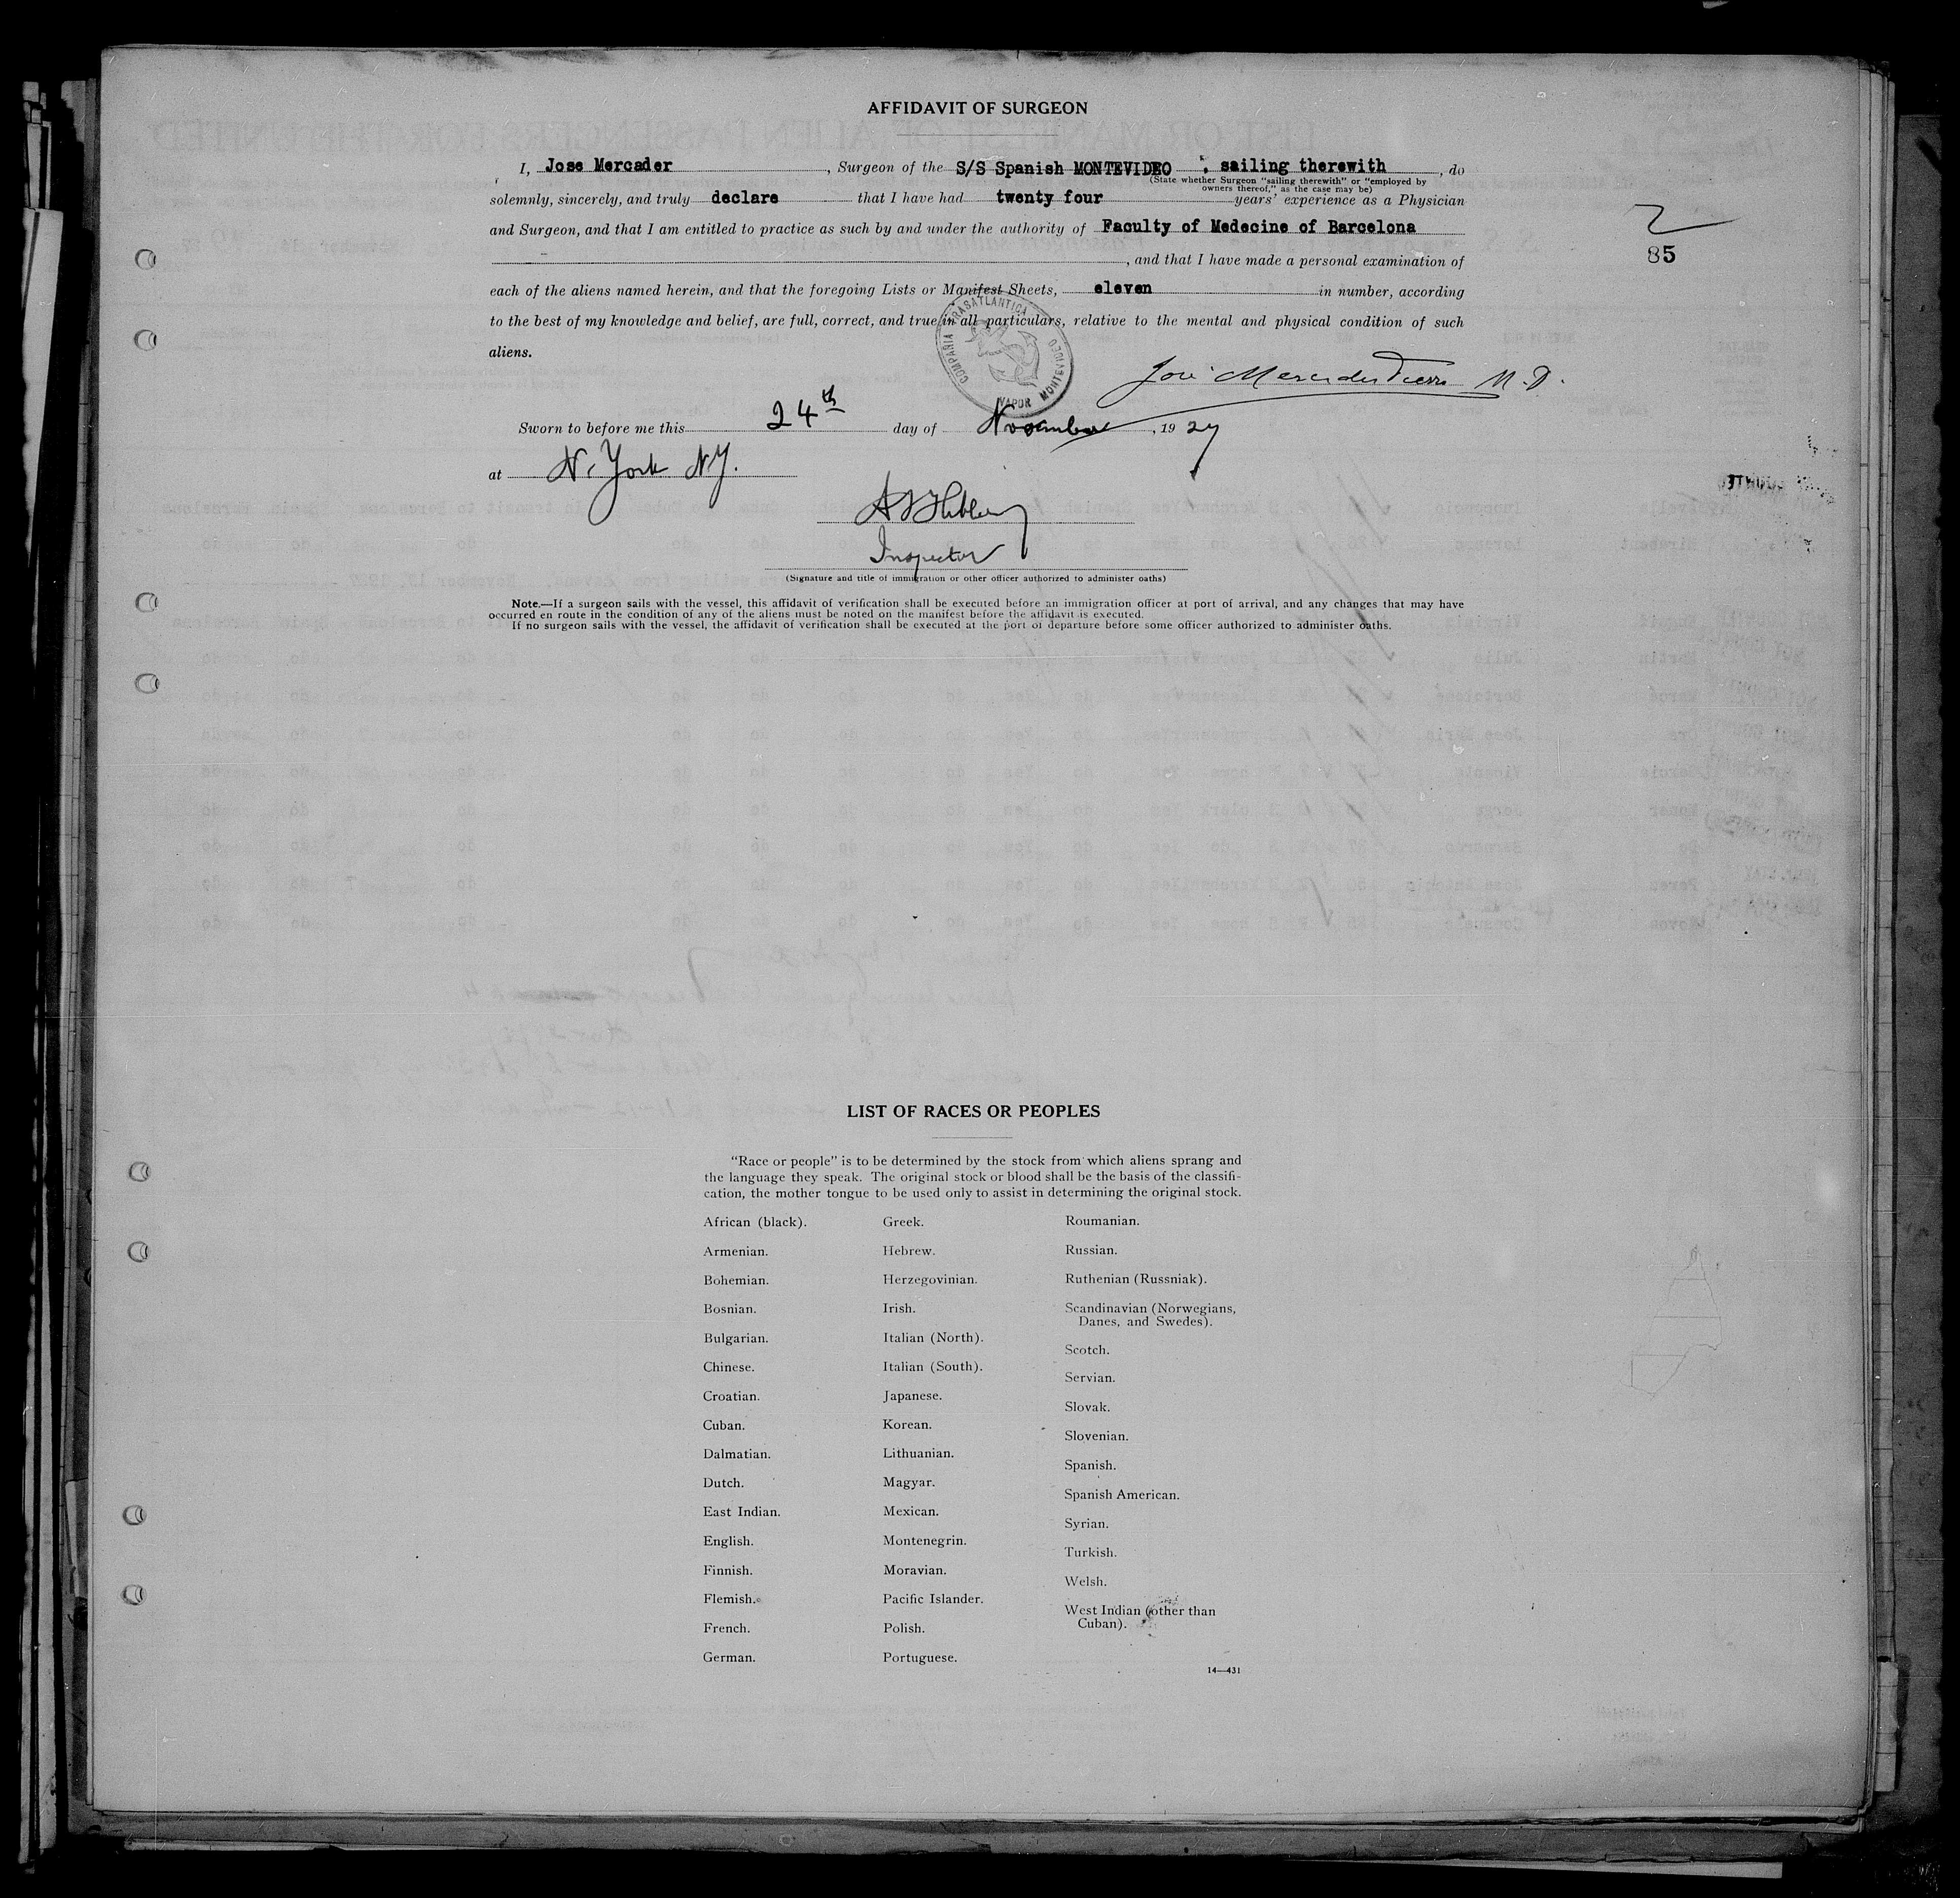 AFFIDAVIT OF SURGEON
I, Jose Mercader, Surgeon of the S/S Spanish MONTEVIDEO, sailing therewith, do
(State whether Surgeon "sailing therewith" or "employed by
owners thereof," as the case may be)
solemnly, sincerely, and truly declare that I have had twenty four years' experience as a Physician
and Surgeon, and that I am entitled to practice as such by and under the authority of Faculty of Medecine of Barcelona
, and that I have made a personal examination of
each of the aliens named herein, and that the foregoing Lists or Manifest Sheets, eleven in number, according
to the best of my knowledge and belief, are full, correct, and true in all particulars, relative to the mental and physical condition of such
aliens.
2
85
COMPAÑIA TRASATLANTICA
VAPOR MONTEVIDEO
Jose Mercader M.D.
Sworn to before me this 24th day of November, 1927
at N. York N.Y.
Inspector
(Signature and title of immigration or other officer authorized to administer oaths)
Note.—If a surgeon sails with the vessel, this affidavit of verification shall be executed before an immigration officer at port of arrival, and any changes that may have
occurred en route in the condition of any of the aliens must be noted on the manifest before the affidavit is executed.
If no surgeon sails with the vessel, the affidavit of verification shall be executed at the port of departure before some officer authorized to administer oaths.
LIST OF RACES OR PEOPLES
"Race or people" is to be determined by the stock from which aliens sprang and
the language they speak. The original stock or blood shall be the basis of the classifi-
cation, the mother tongue to be used only to assist in determining the original stock.
African (black).
Armenian.
Bohemian.
Bosnian.
Bulgarian.
Chinese.
Croatian.
Cuban.
Dalmatian.
Dutch.
East Indian.
English.
Finnish.
Flemish.
French.
German.
Greek.
Hebrew.
Herzegovinian.
Irish.
Italian (North).
Italian (South).
Japanese.
Korean.
Lithuanian.
Magyar.
Mexican.
Montenegrin.
Moravian.
Pacific Islander.
Polish.
Portuguese.
Roumanian.
Russian.
Ruthenian (Russniak).
Scandinavian (Norwegians,
Danes, and Swedes).
Scotch.
Servian.
Slovak.
Slovenian.
Spanish.
Spanish American.
Syrian.
Turkish.
Welsh.
West Indian (other than
Cuban).
14—431